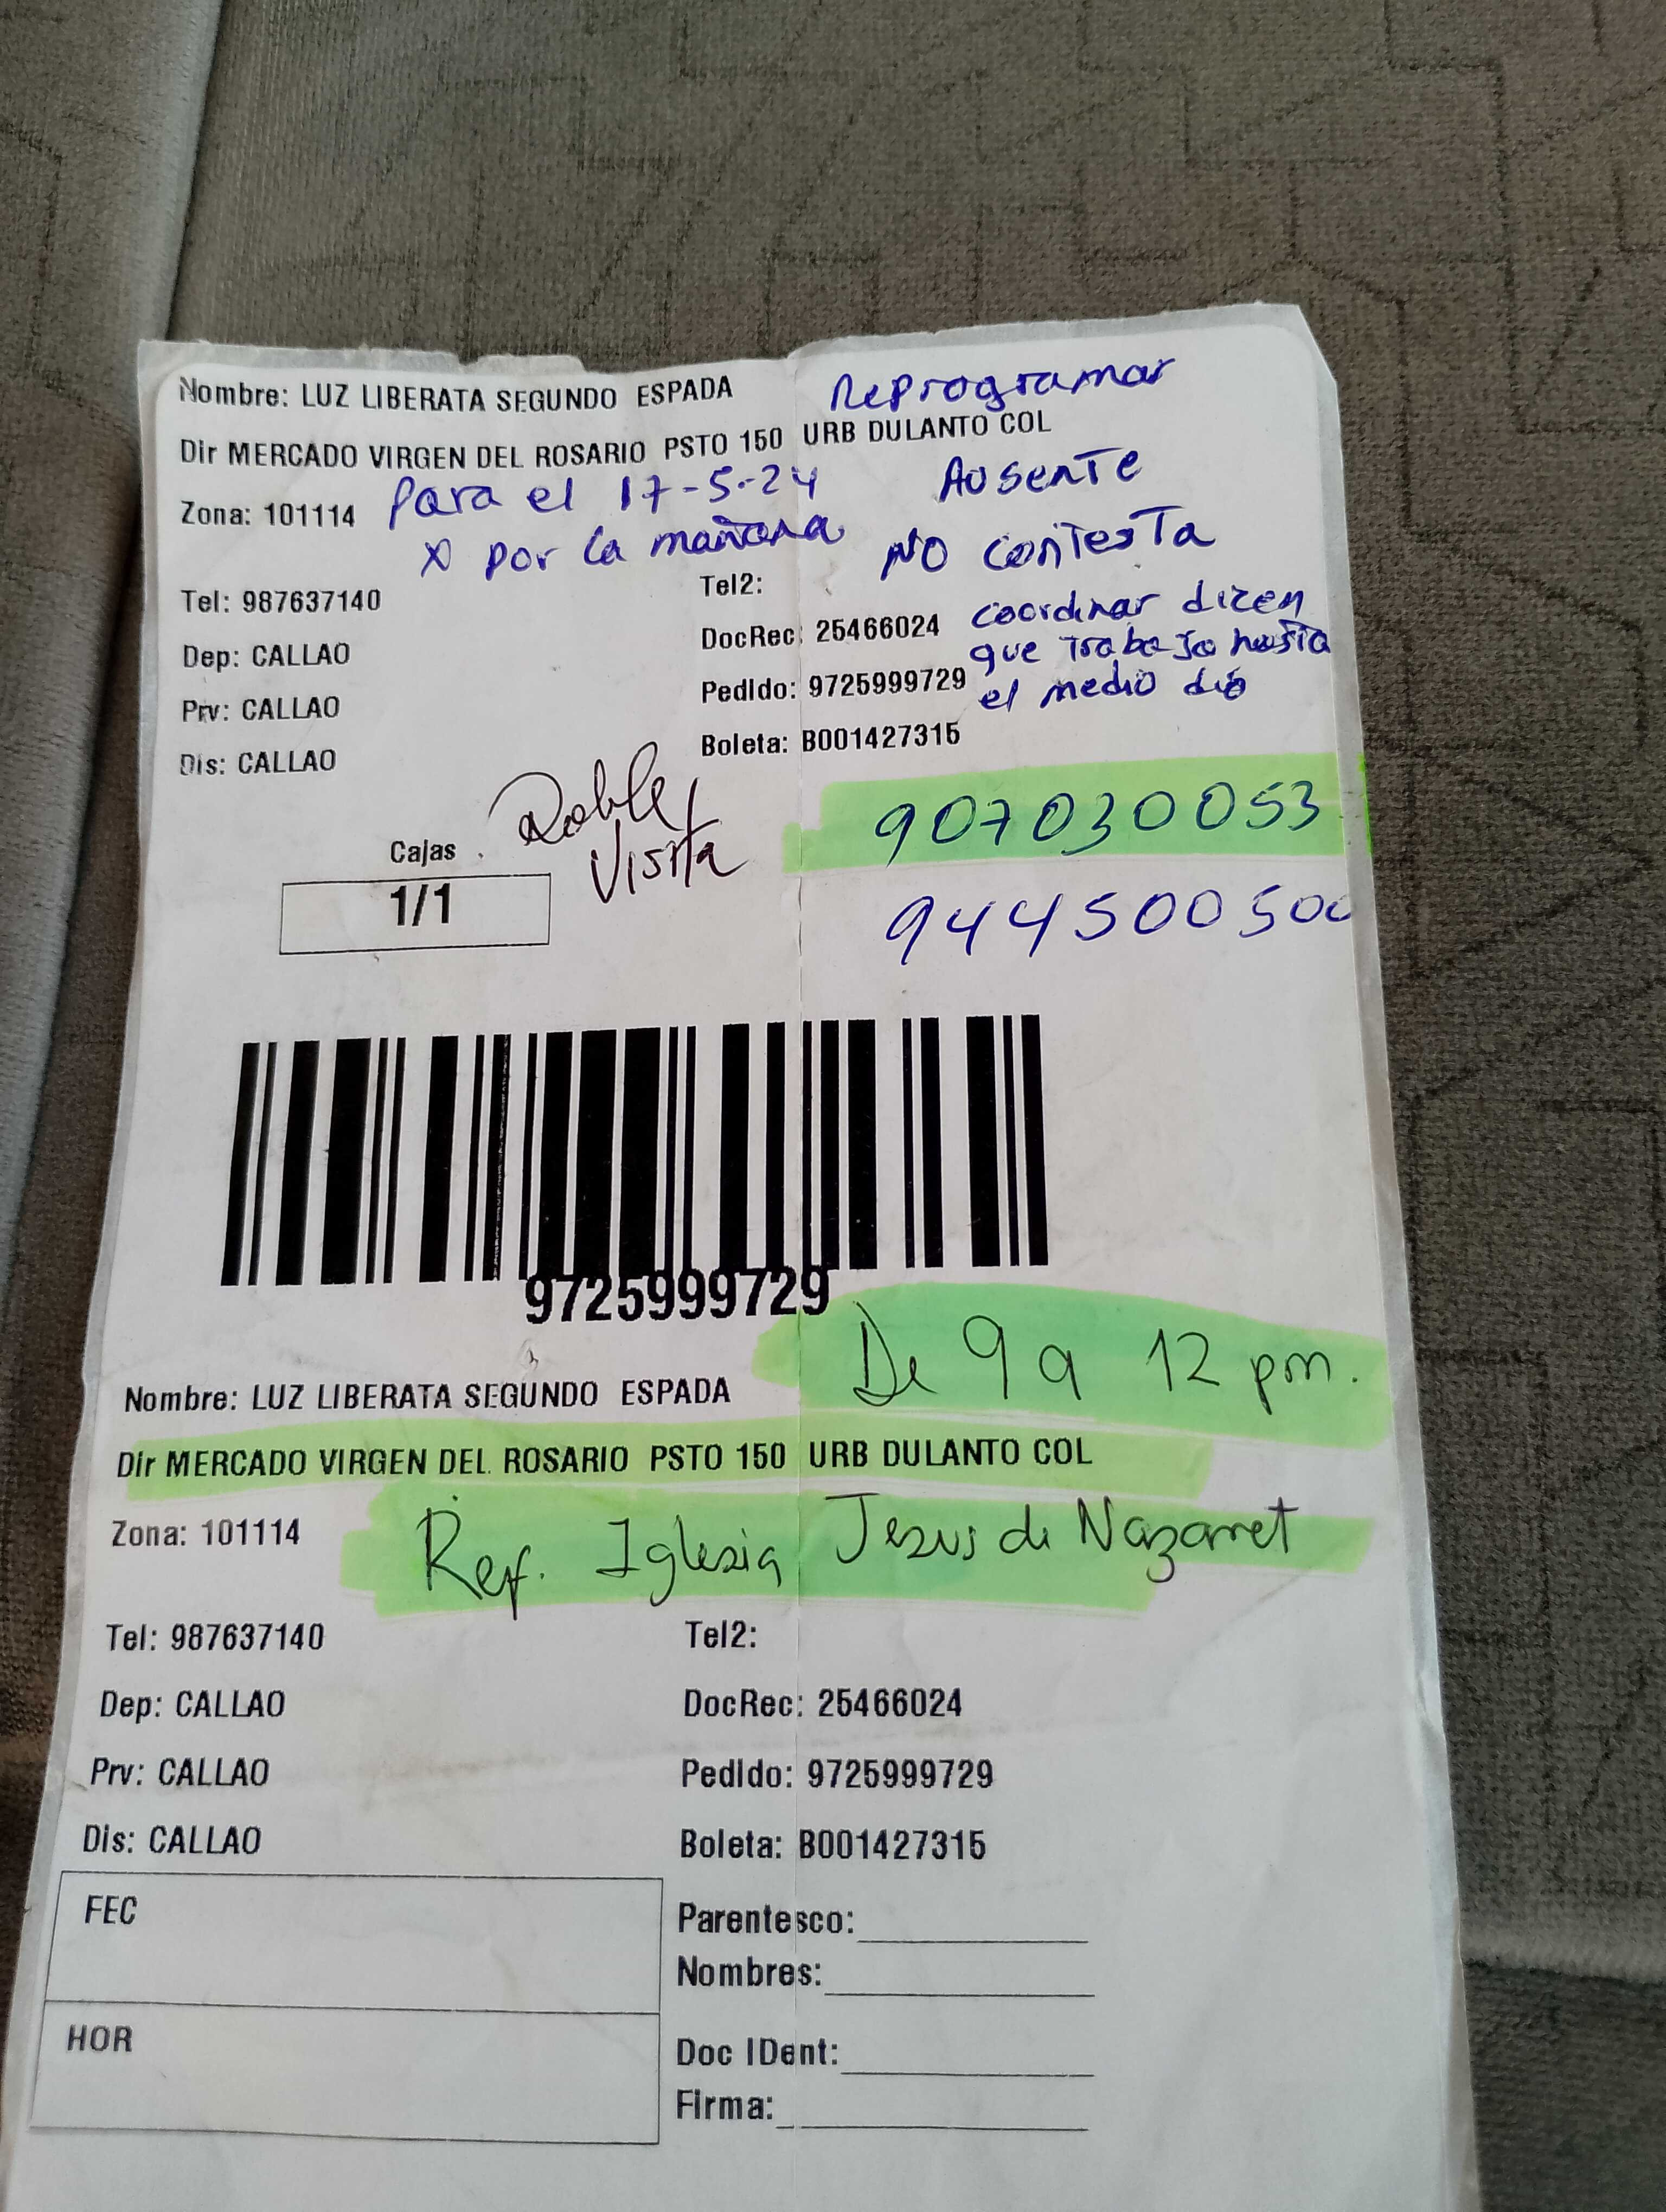 Nombre: LUZ LIBERATA SEGUNDO ESPADA
Reprogramar
Dir MERCADO VIRGEN DEL ROSARIO PSTO 150 URB DULANTO COL
Zona: 101114
para el 17-5-24
x por la mañana
Ausente
NO contesta
Tel: 987637140
Tel2:
Dep: CALLAO
DocRec: 25466024
coordinar dicen
que trabaja hasta
el medio dia
Prv: CALLAO
PedIdo: 9725999729
Dis: CALLAO
Boleta: B001427315
Doble
Visita
907030053
944500500
Cajas
1/1
9725999729
De 9 a 12 pm.
Nombre: LUZ LIBERATA SEGUNDO ESPADA
Dir MERCADO VIRGEN DEL ROSARIO PSTO 150 URB DULANTO COL
Zona: 101114
Ref. Iglesia Jesus de Nazarret
Tel: 987637140
Tel2:
Dep: CALLAO
DocRec: 25466024
Prv: CALLAO
PedIdo: 9725999729
Dis: CALLAO
Boleta: B001427315
FEC
Parentesco:
Nombres:
HOR
Doc IDent:
Firma: